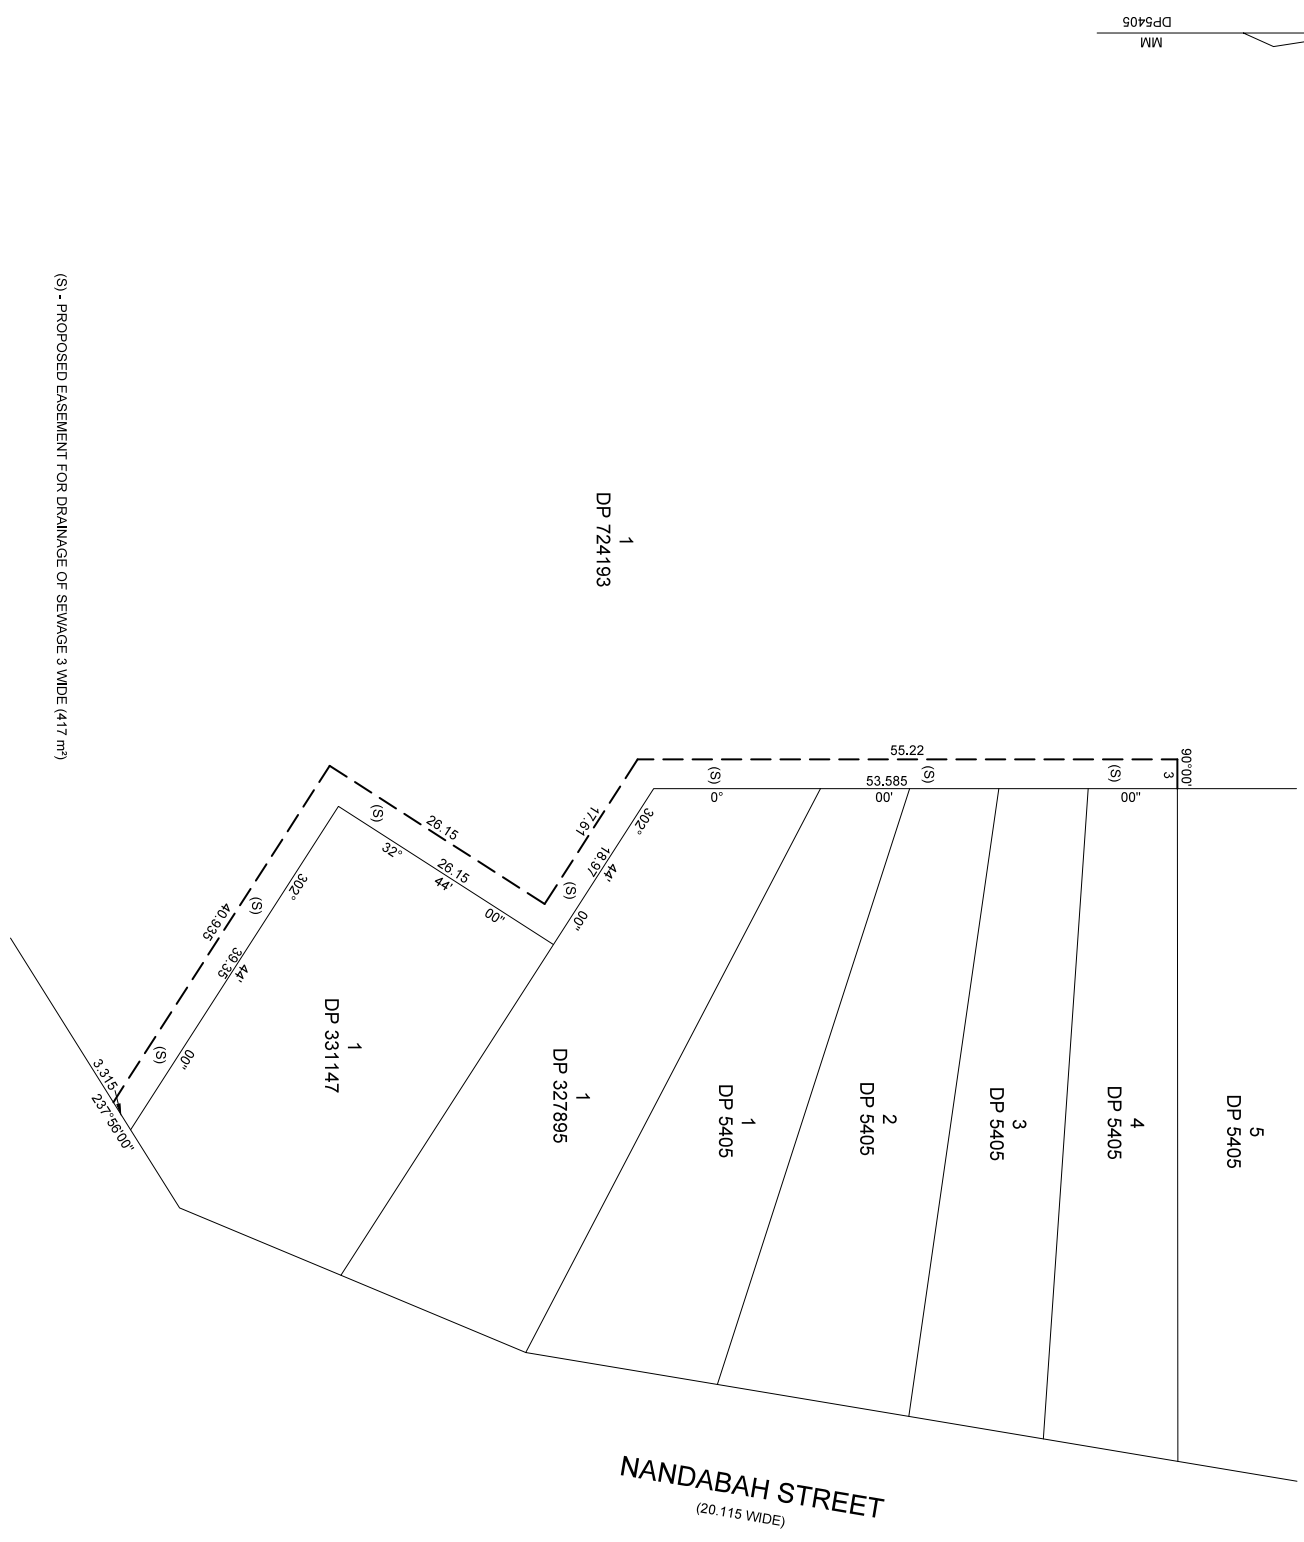 MM
DP5405
(S) - PROPOSED EASEMENT FOR DRAINAGE OF SEWAGE 3 WIDE (417 m²)
1
DP 724193
55.22
90°00'
3
(S)
(S)
(S)
53.585
0°
00'
00"
17.61
302°
18.97
44'
00"
(S)
26.15
(S)
32°
26.15
44'
00"
40.935
(S)
302°
39.35
44'
00"
(S)
3.315
237°56'00"
1
DP 331147
1
DP 327895
1
DP 5405
2
DP 5405
3
DP 5405
4
DP 5405
5
DP 5405
NANDABAH STREET
(20.115 WIDE)